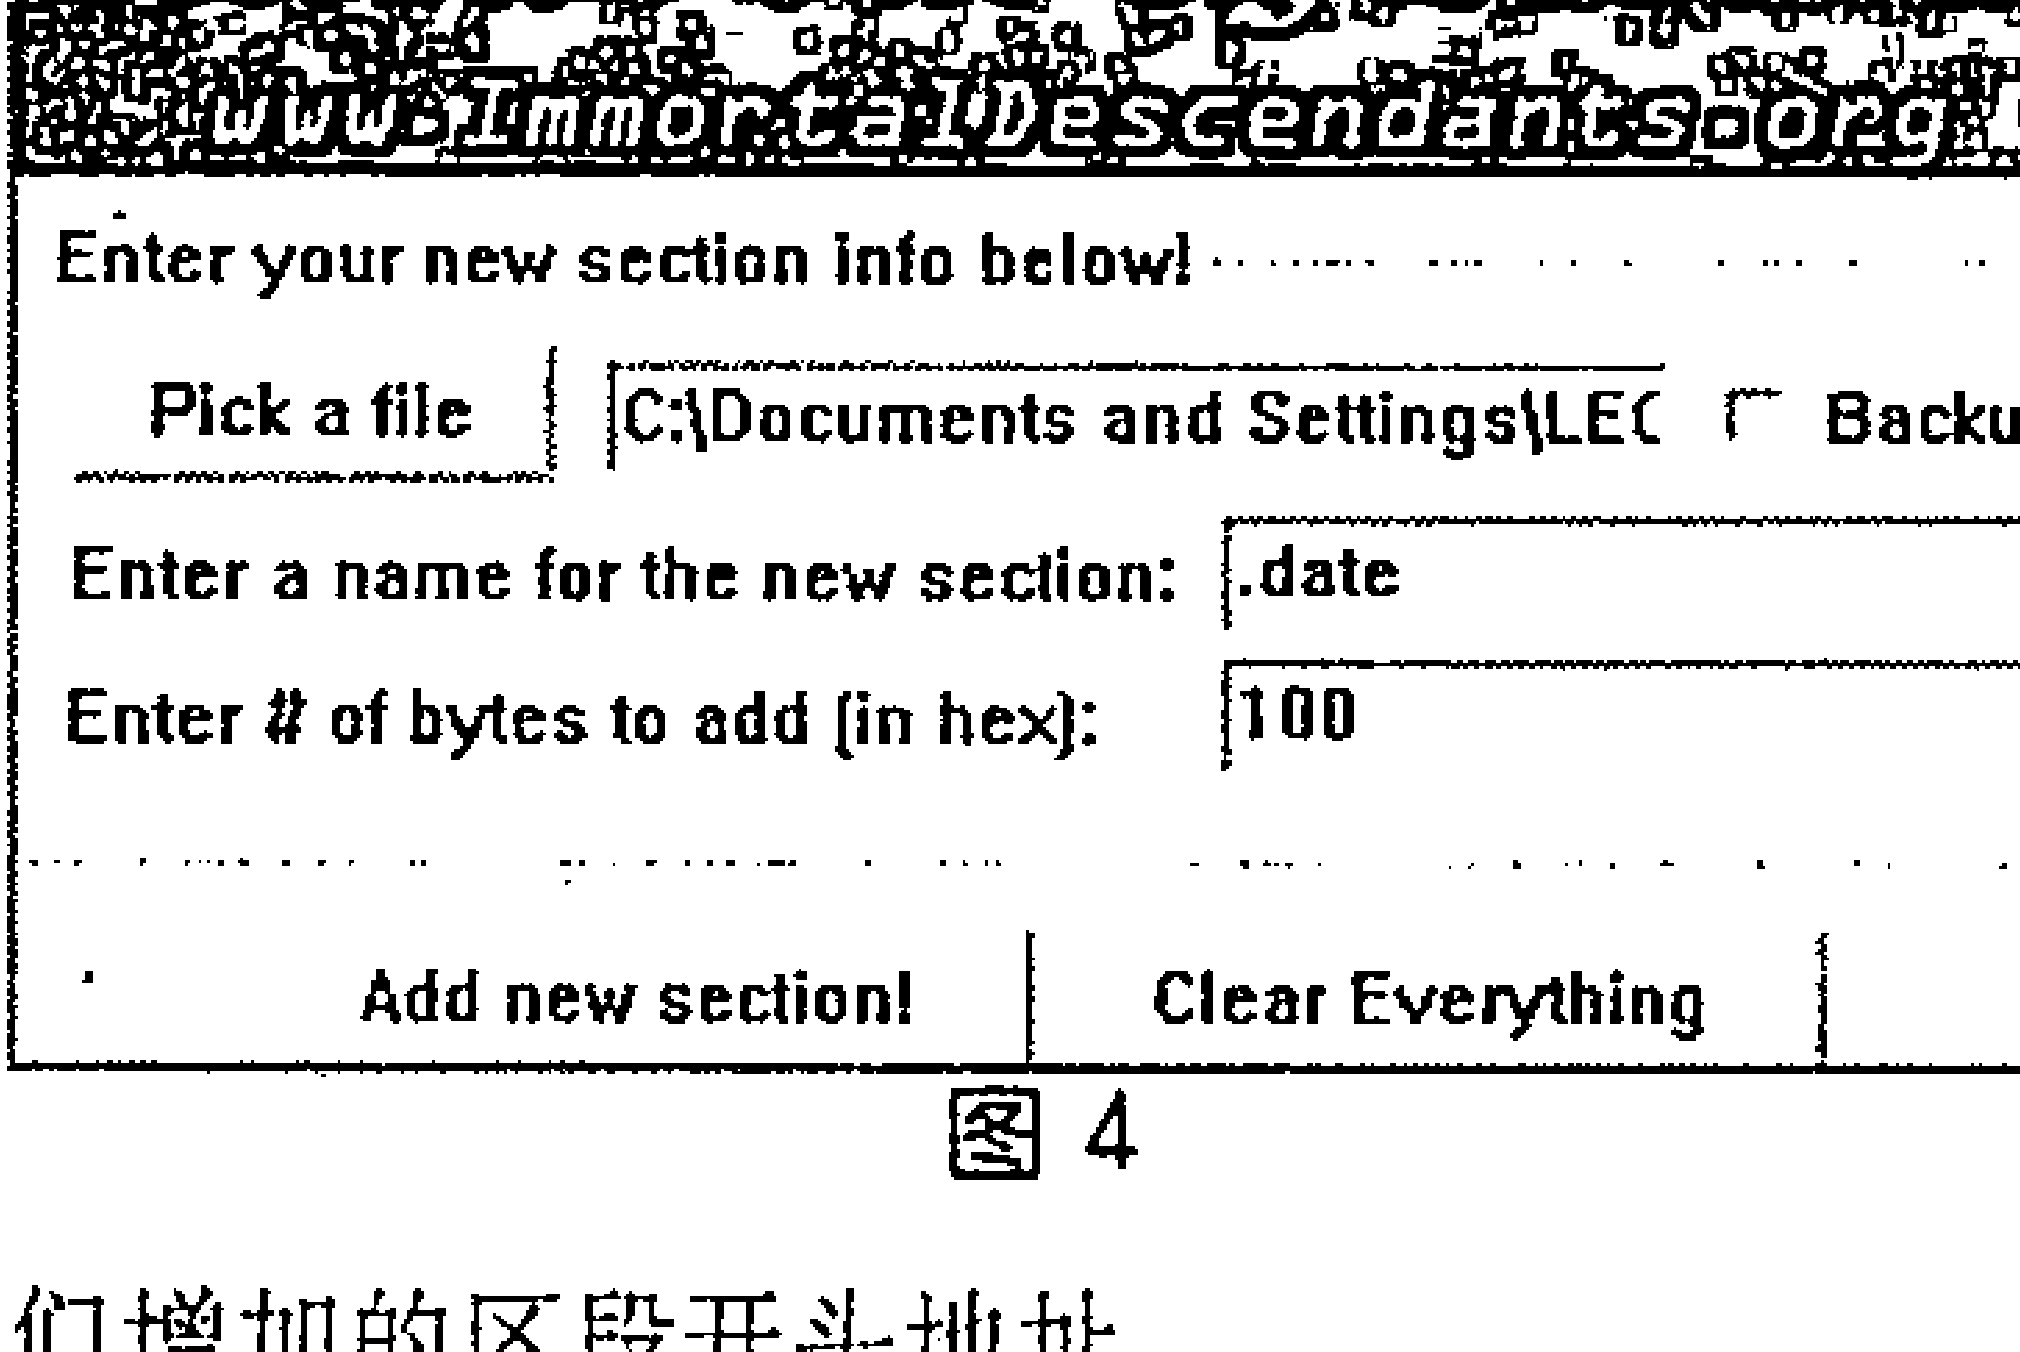 www.ImmortalDescendants.org
Enter your new section info below!
Pick a file C:\Documents and Settings\LEC Backu
Enter a name for the new section: .date
Enter # of bytes to add (in hex): 100
Add new section! Clear Everything
图 4
们增加的区段开头地址